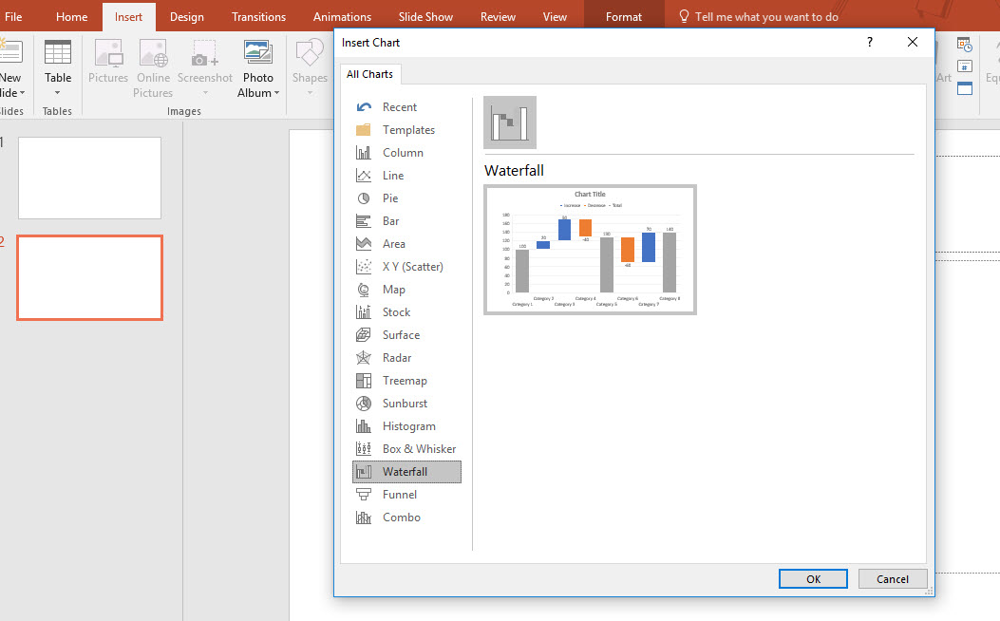 File Home Insert Design Transitions Animations Slide Show Review View Format Tell me what you want to do
Insert Chart ?
All Charts
New
Table
Pictures
Online
Pictures
Screenshot
Photo
Album
Shapes
Art
Tables
Images
1
2
Recent
Templates
Column
Line
Pie
Bar
Area
X Y (Scatter)
Map
Stock
Surface
Radar
Treemap
Sunburst
Histogram
Box & Whisker
Waterfall
Funnel
Combo
Waterfall
Chart Title
Increase Decrease Total
180
160
140
120
100
80
60
40
20
0
100 20 50 -40 130 -60 70 140
Category 2 Category 4 Category 6 Category 8
Category 1 Category 3 Category 5 Category 7
OK Cancel